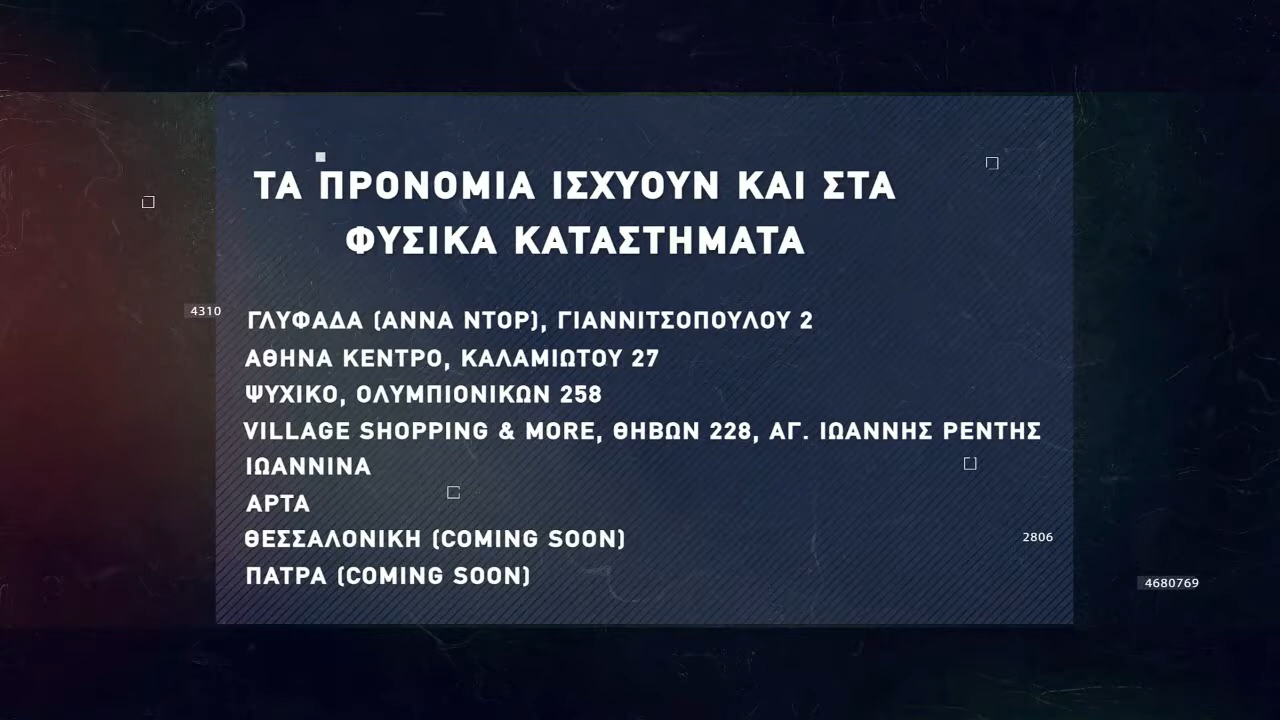 ΤΑ ΠΡΟΝΟΜΙΑ ΙΣΧΥΟΥΝ ΚΑΙ ΣΤΑ
ΦΥΣΙΚΑ ΚΑΤΑΣΤΗΜΑΤΑ
4310
ΓΛΥΦΑΔΑ (ΑΝΝΑ ΝΤΟΡ), ΓΙΑΝΝΙΤΣΟΠΟΥΛΟΥ 2
ΑΘΗΝΑ ΚΕΝΤΡΟ, ΚΑΛΑΜΙΩΤΟΥ 27
ΨΥΧΙΚΟ, ΟΛΥΜΠΙΟΝΙΚΩΝ 258
VILLAGE SHOPPING & MORE, ΘΗΒΩΝ 228, ΑΓ. ΙΩΑΝΝΗΣ ΡΕΝΤΗΣ
ΙΩΑΝΝΙΝΑ
ΑΡΤΑ
ΘΕΣΣΑΛΟΝΙΚΗ (COMING SOON)
2806
ΠΑΤΡΑ (COMING SOON)
4680769